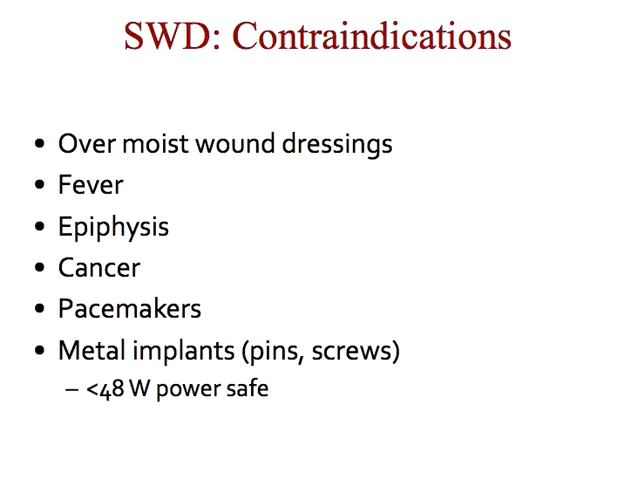 SWD: Contraindications
• Over moist wound dressings
• Fever
• Epiphysis
• Cancer
• Pacemakers
• Metal implants (pins, screws)
– <48 W power safe